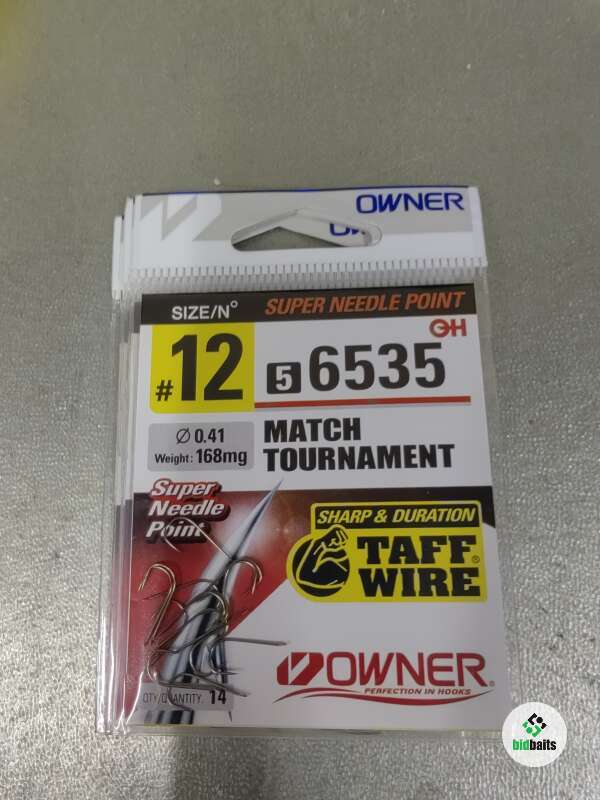 OWNER
SIZE/N°
SUPER NEEDLE POINT
OH
#12
5 6535
Ø 0.41
Weight: 168mg
MATCH
TOURNAMENT
Super
Needle
Point
SHARP & DURATION
TAFF®
WIRE
OWNER®
PERFECTION IN HOOKS
QTY/QUANTITY. 14
bidbaits